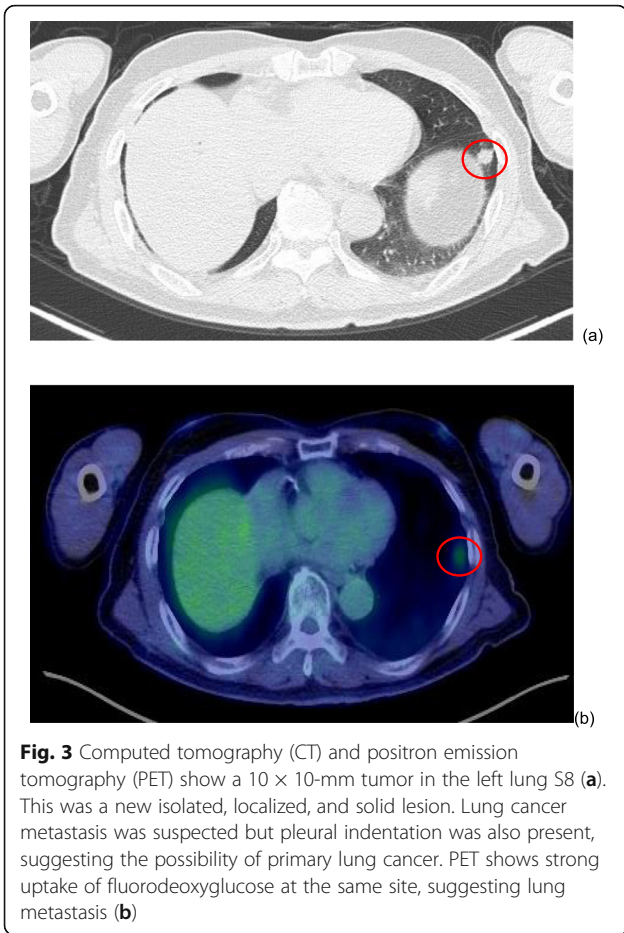 (a)
(b)
Fig. 3 Computed tomography (CT) and positron emission
tomography (PET) show a 10 × 10-mm tumor in the left lung S8 (a).
This was a new isolated, localized, and solid lesion. Lung cancer
metastasis was suspected but pleural indentation was also present,
suggesting the possibility of primary lung cancer. PET shows strong
uptake of fluorodeoxyglucose at the same site, suggesting lung
metastasis (b)